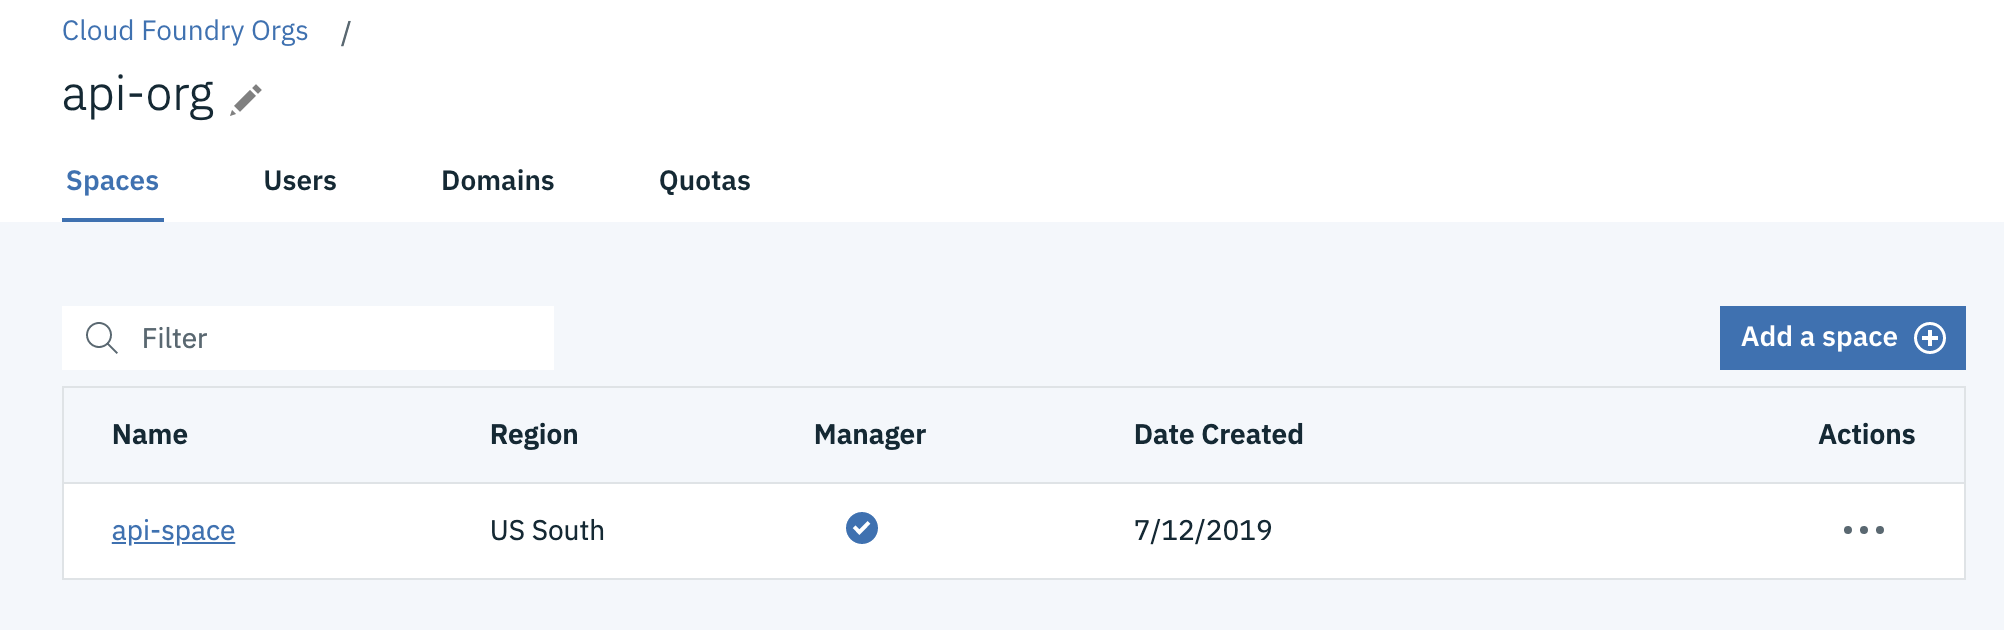 Cloud Foundry Orgs /
api-org
Spaces Users Domains Quotas
Filter
Add a space
Name Region Manager Date Created Actions
api-space US South 7/12/2019